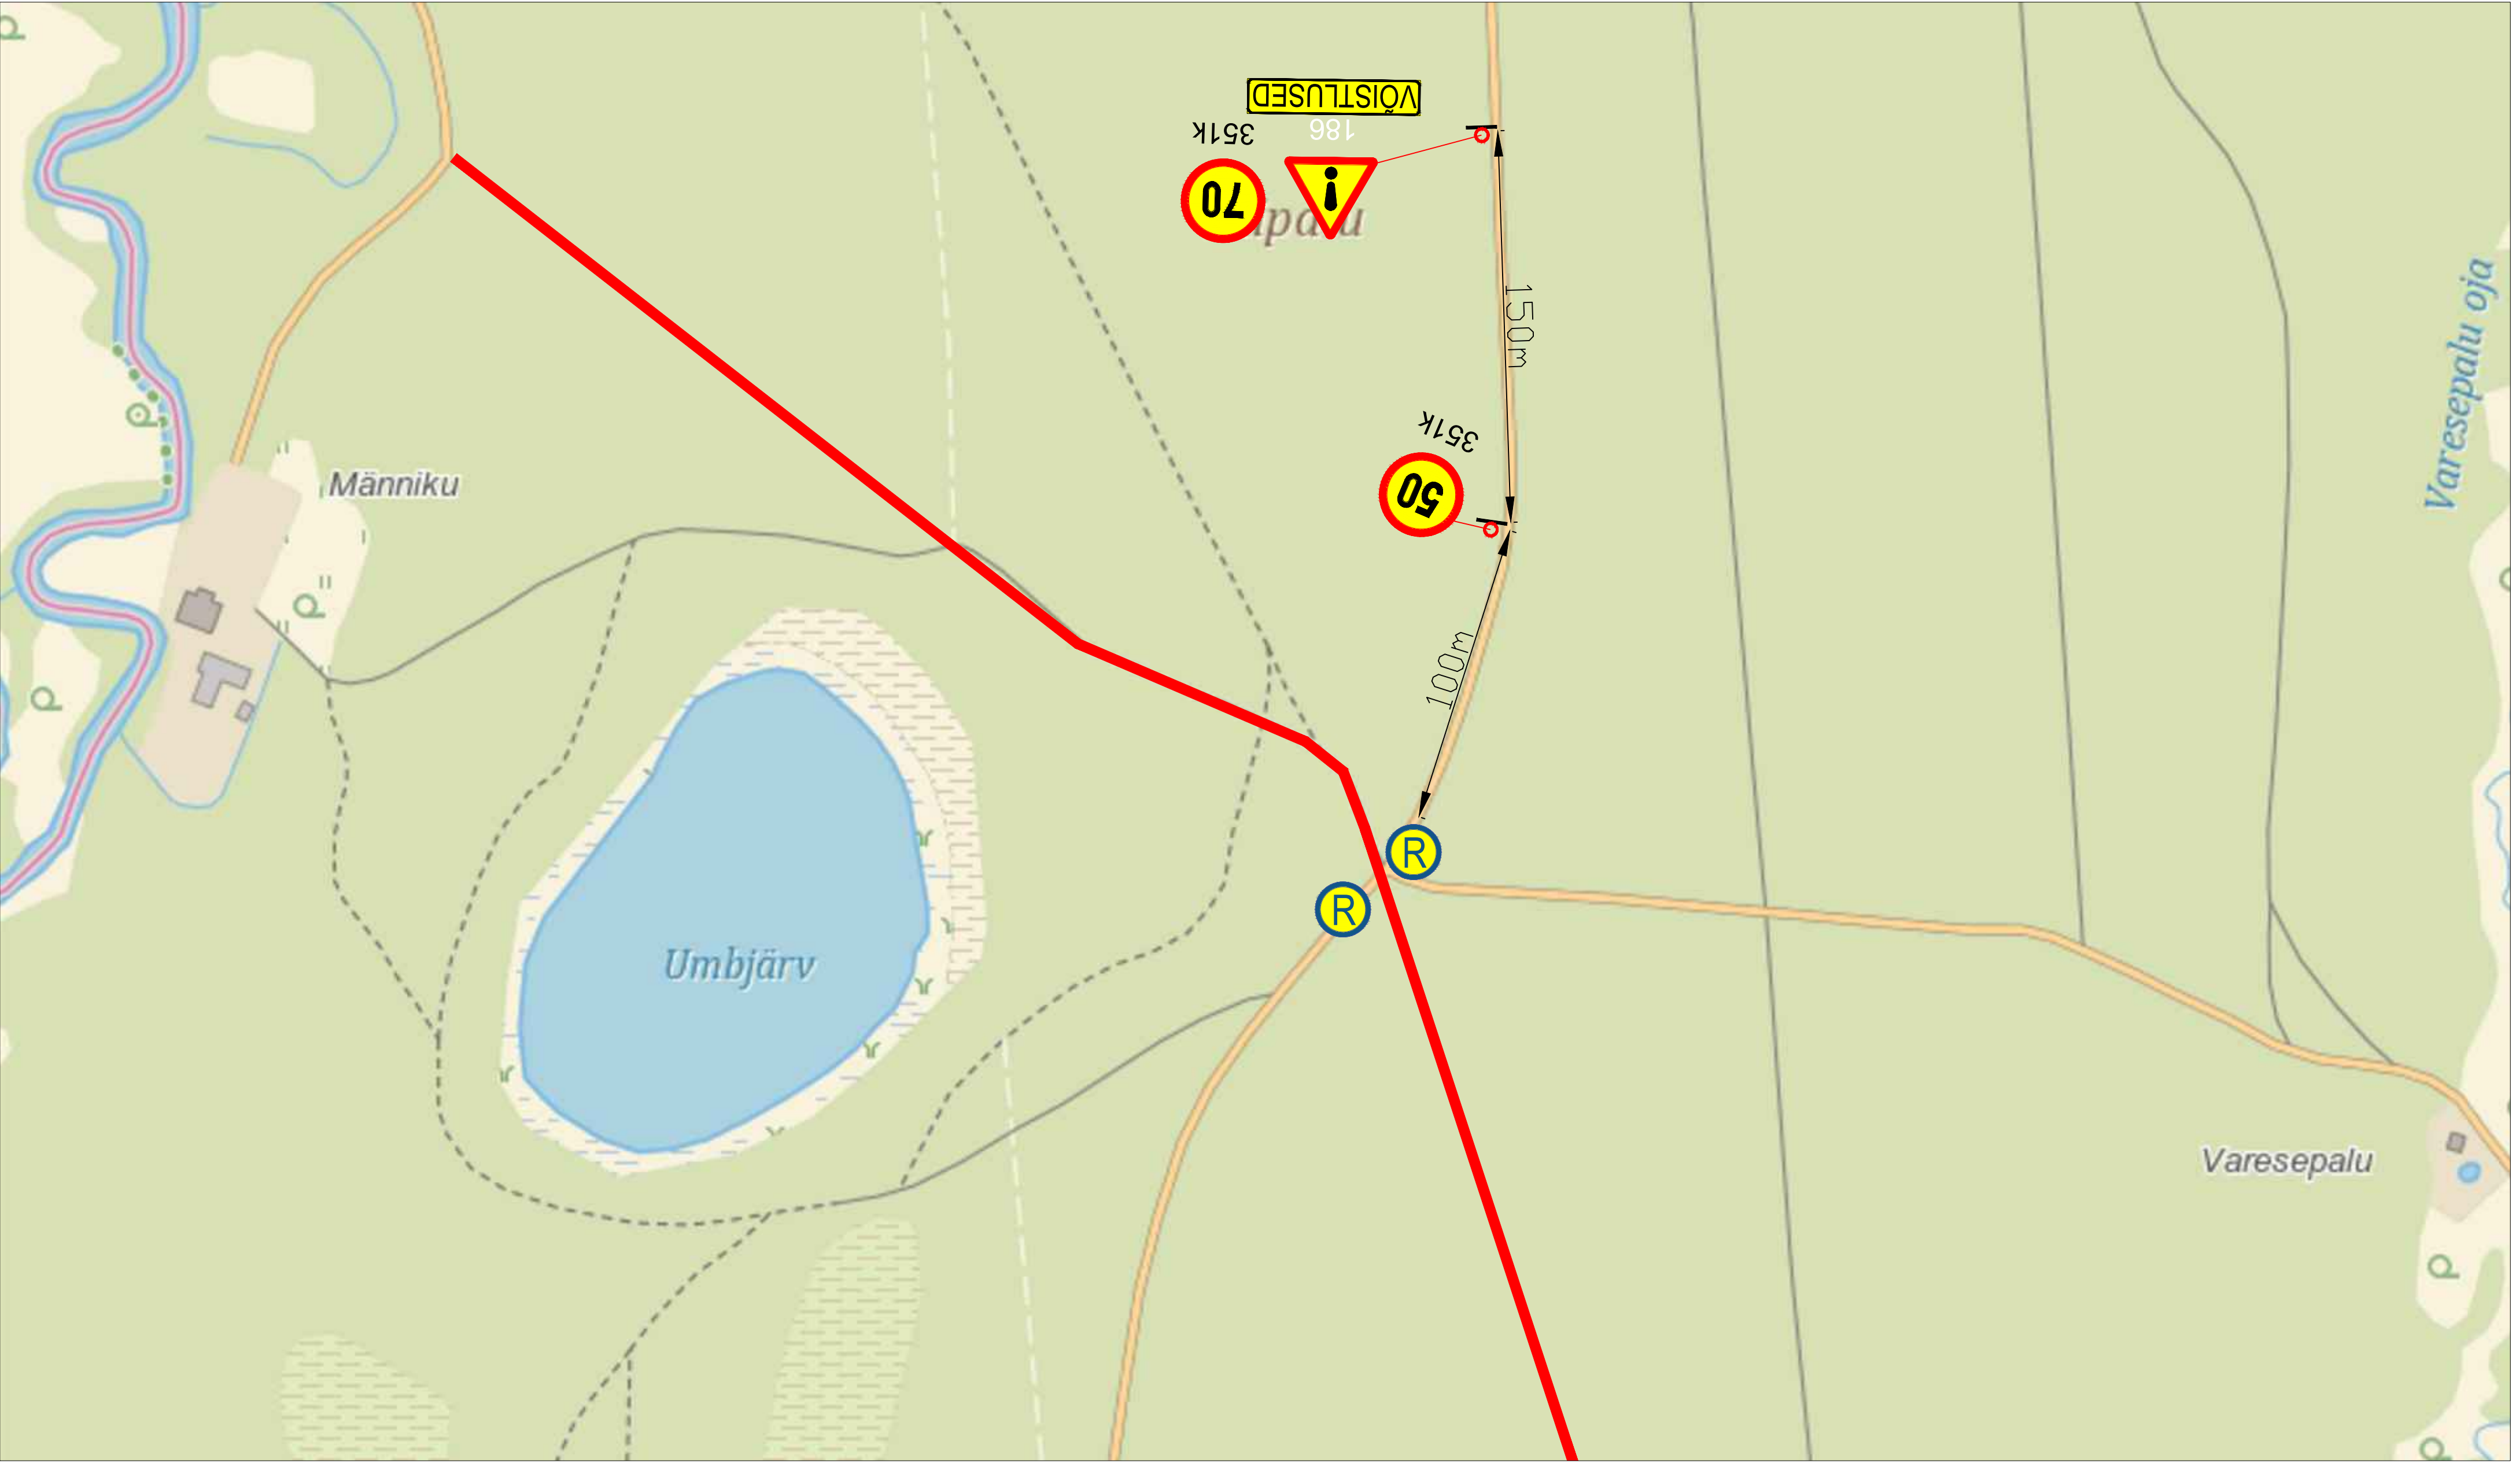 VÕISTLUSED
186
351k
70
150m
Varesepalu oja
351k
50
Männiku
100m
R
R
Umbjärv
Varesepalu